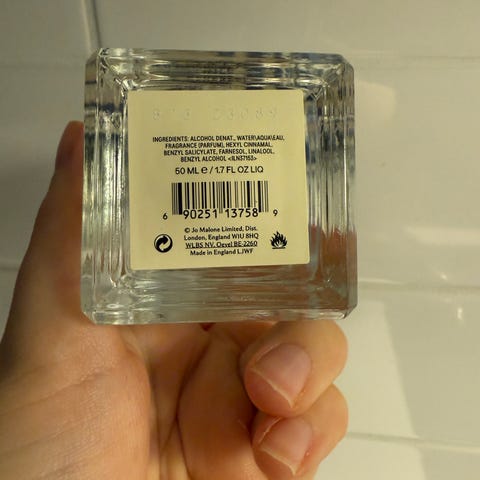 INGREDIENTS: ALCOHOL DENAT., WATER\AQUA\EAU,
FRAGRANCE (PARFUM), HEXYL CINNAMAL,
BENZYL SALICYLATE, FARNESOL, LINALOOL,
BENZYL ALCOHOL <ILN37153>
50 ML e / 1.7 FL OZ LIQ
6 90251 13758 9
© Jo Malone Limited, Dist.
London, England W1U 8HQ
WLBS NV, Oevel BE-2260
Made in England LJWF